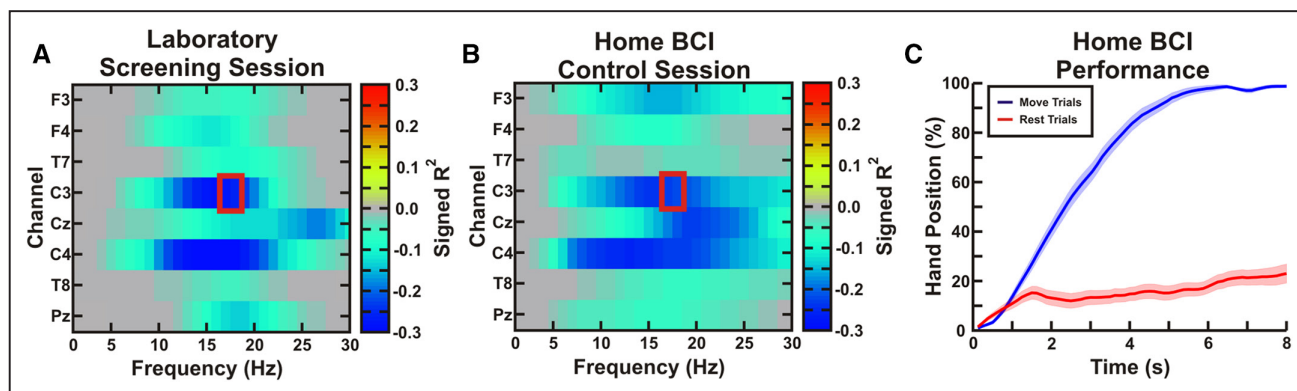 A
Laboratory
Screening Session
F3
F4
T7
C3
Cz
C4
T8
Pz
Channel
0 5 10 15 20 25 30
Frequency (Hz)
0.3
0.2
0.1
0.0
-0.1
-0.2
-0.3
Signed R²
B
Home BCI
Control Session
F3
F4
T7
C3
Cz
C4
T8
Pz
Channel
0 5 10 15 20 25 30
Frequency (Hz)
0.3
0.2
0.1
0.0
-0.1
-0.2
-0.3
Signed R²
C
Home BCI
Performance
Move Trials
Rest Trials
100
80
60
40
20
0
Hand Position (%)
0 2 4 6 8
Time (s)